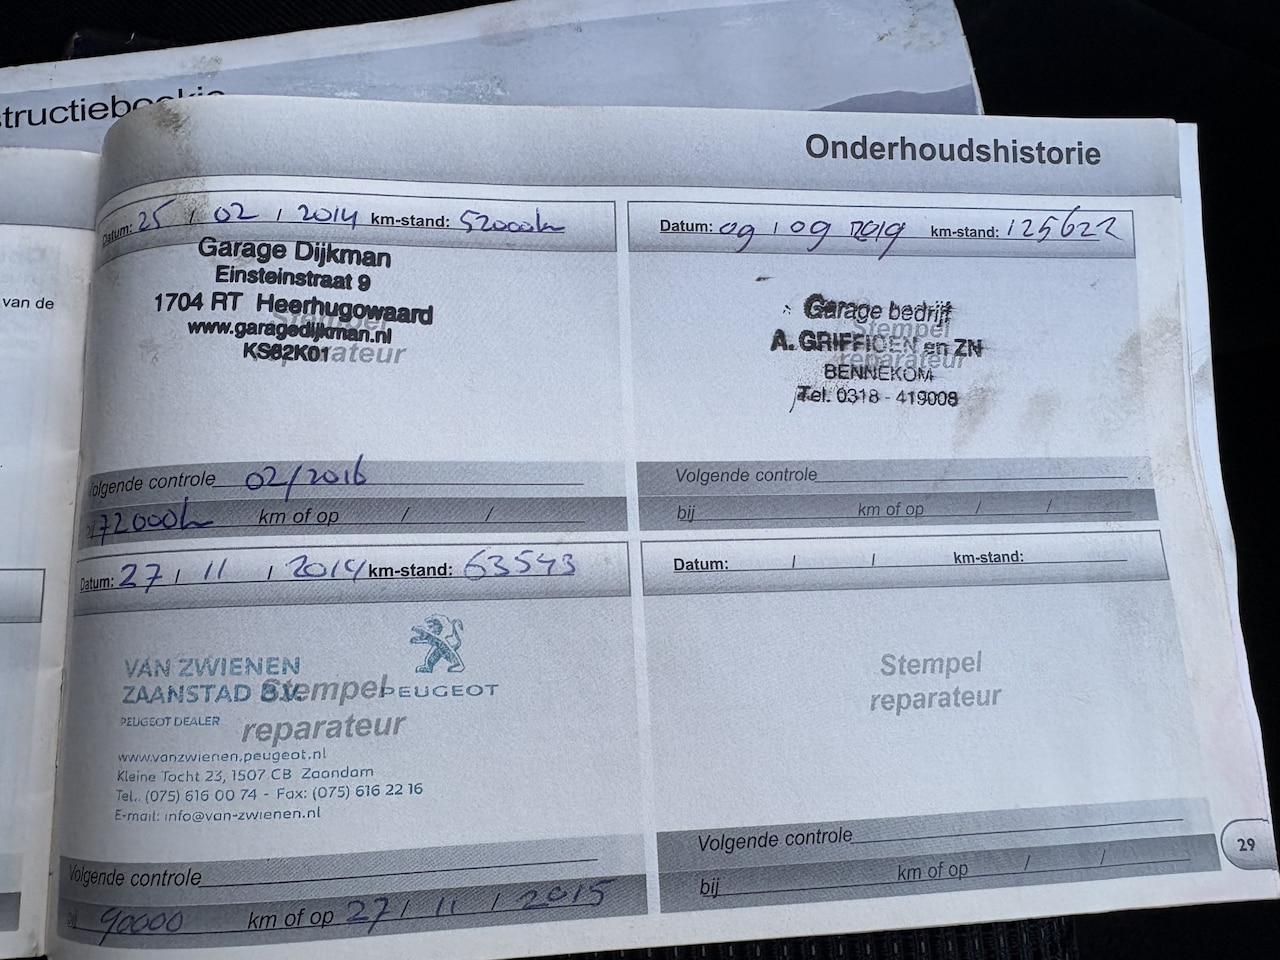 structieboekje
van de
Onderhoudshistorie
Datum: 25 / 02 / 2014 km-stand: 52000k
Garage Dijkman
Einsteinstraat 9
1704 RT Heerhugowaard
www.garagedijkman.nl
KS62K01
Stempel
reparateur
Volgende controle 02/2016
bij 72000k km of op / /
Datum: 27 / 11 / 2014 km-stand: 63543
VAN ZWIENEN
ZAANSTAD B.V.
PEUGEOT DEALER
PEUGEOT
Stempel
reparateur
www.vanzwienen.peugeot.nl
Kleine Tocht 23, 1507 CB Zaandam
Tel.: (075) 616 00 74 - Fax: (075) 616 22 16
E-mail: info@van-zwienen.nl
Volgende controle
bij 90000 km of op 27 / 11 / 2015
Datum: 09 / 09 2019 km-stand: 125622
Garage bedrijf
A. GRIFFIOEN en ZN
BENNEKOM
Tel. 0318 - 419008
Stempel
reparateur
Volgende controle
bij km of op / /
Datum: / / km-stand:
Stempel
reparateur
Volgende controle
bij km of op / /
29